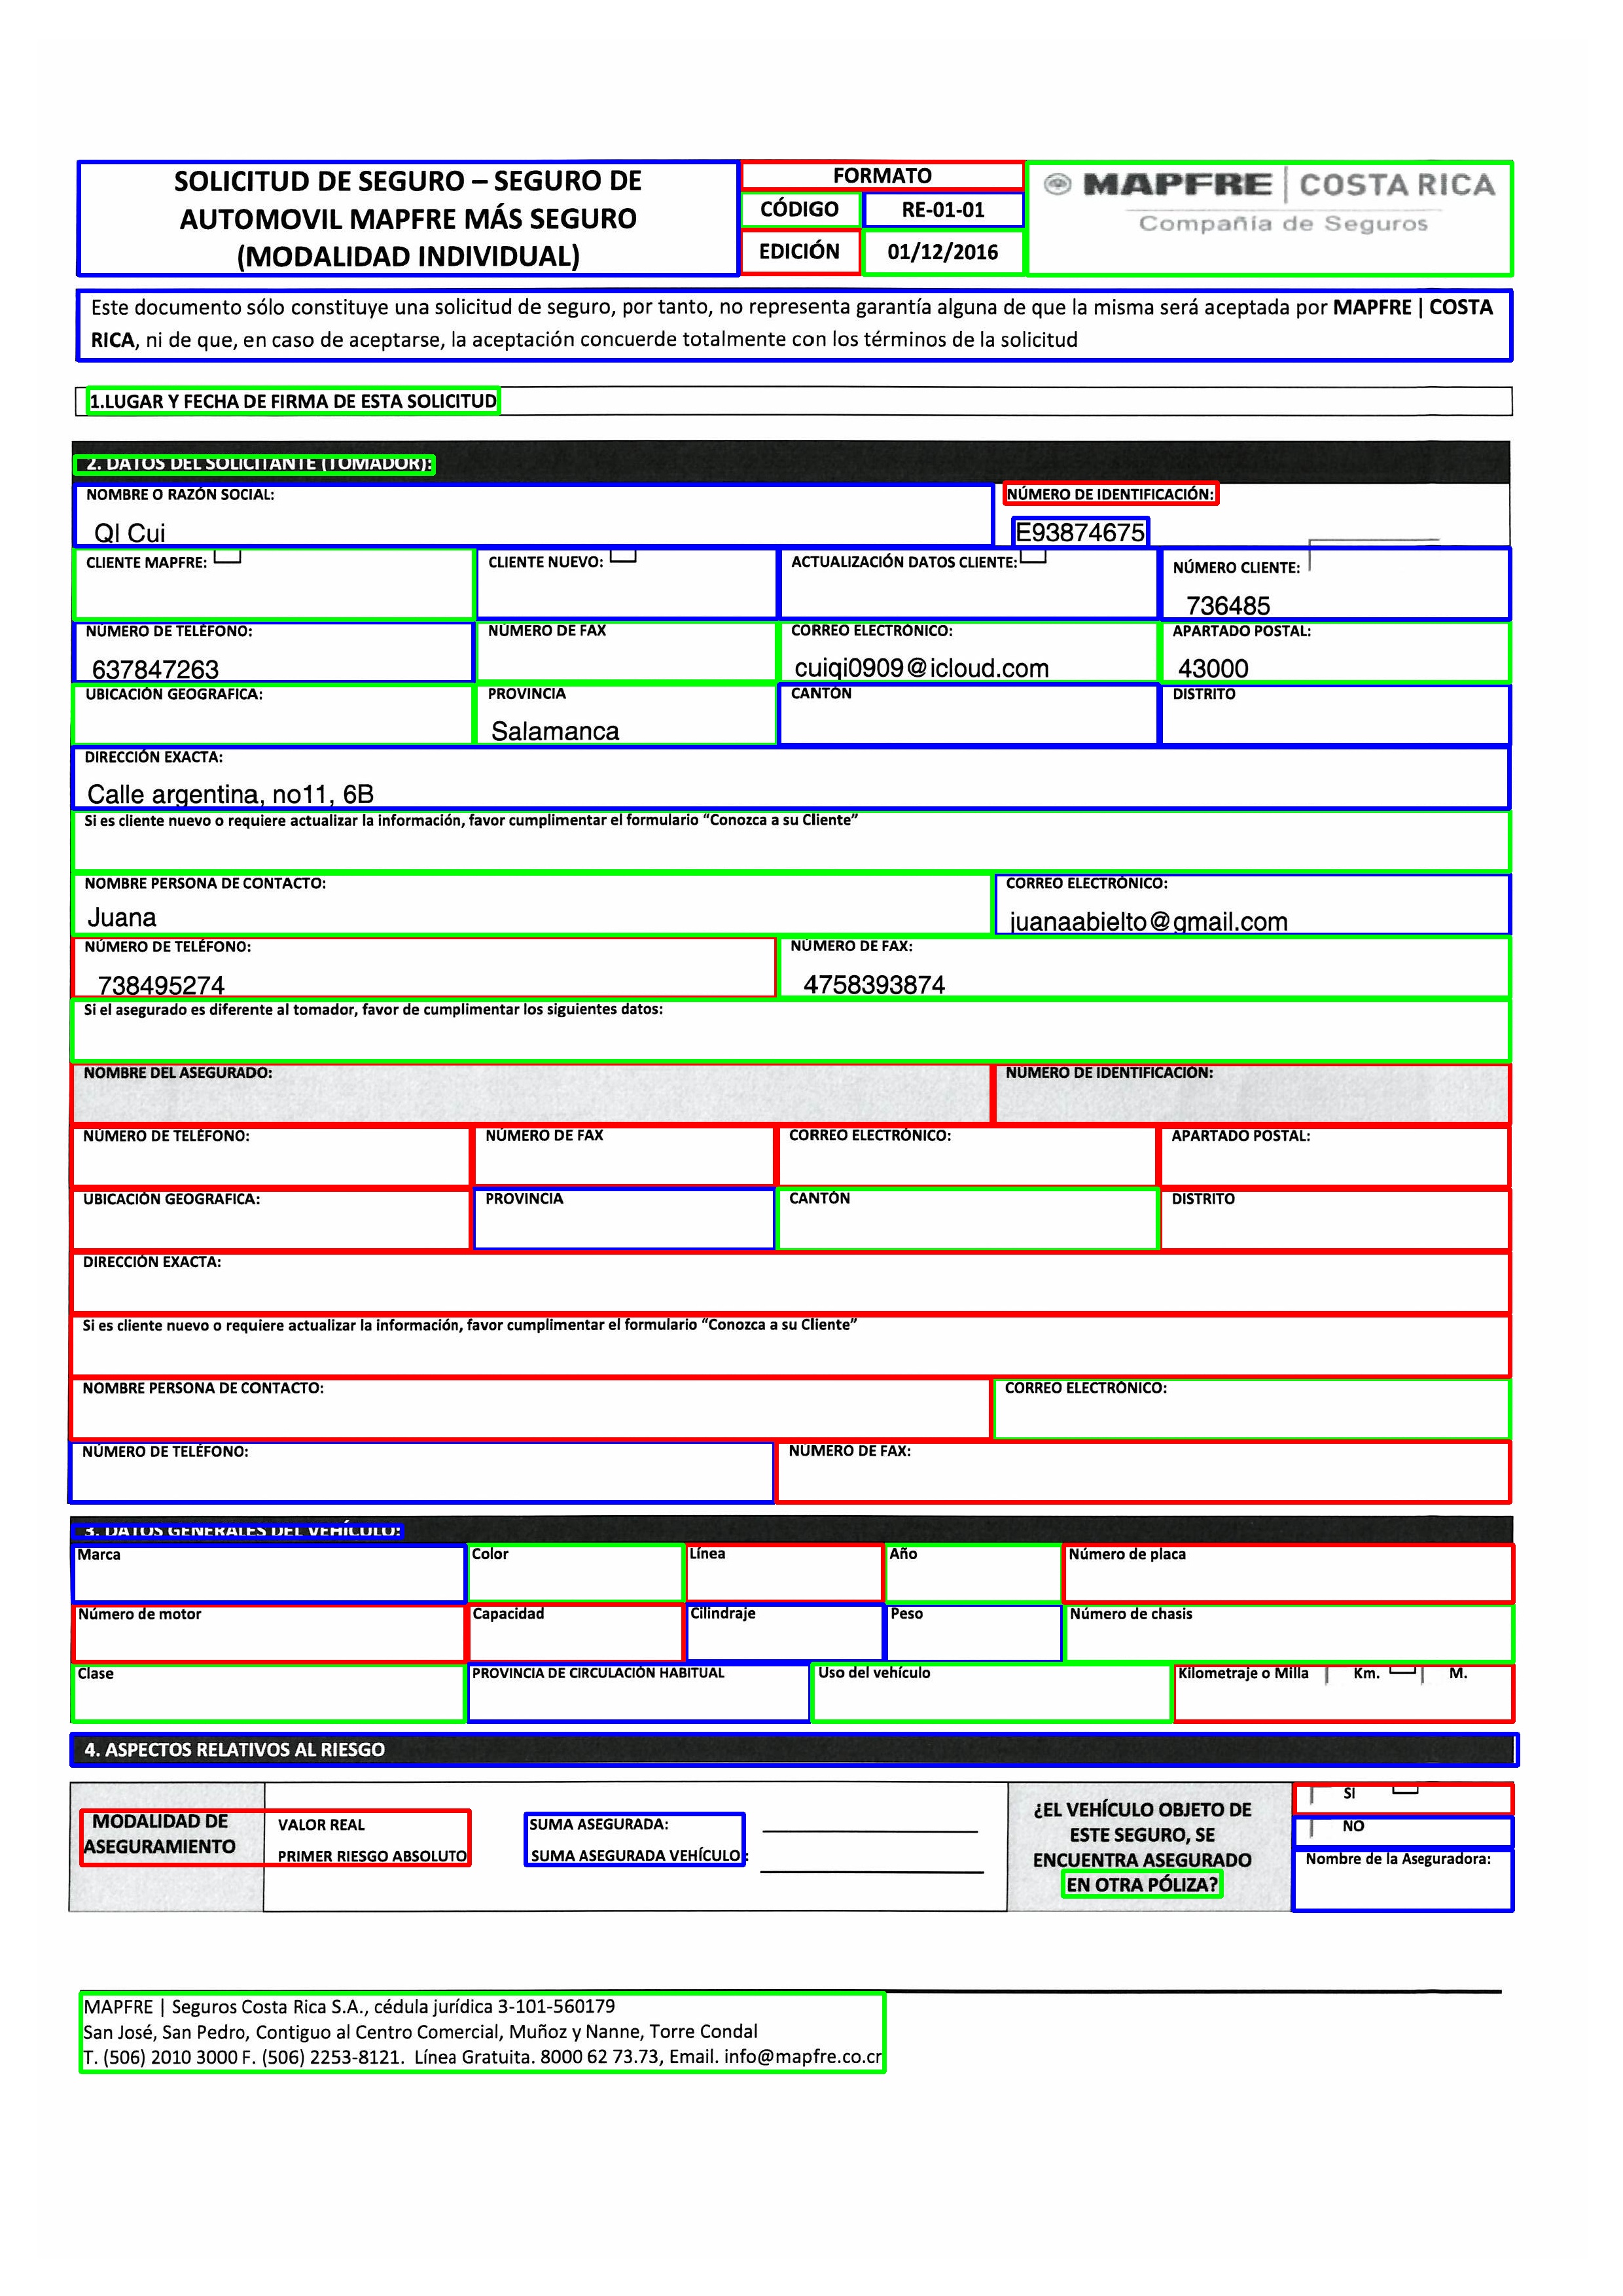 SOLICITUD DE SEGURO – SEGURO DE
AUTOMOVIL MAPFRE MÁS SEGURO
(MODALIDAD INDIVIDUAL)
FORMATO
CÓDIGO RE-01-01
EDICIÓN 01/12/2016
MAPFRE | COSTA RICA
Compañía de Seguros
Este documento sólo constituye una solicitud de seguro, por tanto, no representa garantía alguna de que la misma será aceptada por MAPFRE | COSTA
RICA, ni de que, en caso de aceptarse, la aceptación concuerde totalmente con los términos de la solicitud
1.LUGAR Y FECHA DE FIRMA DE ESTA SOLICITUD
2. DATOS DEL SOLICITANTE (TOMADOR):
NOMBRE O RAZÓN SOCIAL: NÚMERO DE IDENTIFICACIÓN:
QI Cui E93874675
CLIENTE MAPFRE: CLIENTE NUEVO: ACTUALIZACIÓN DATOS CLIENTE: NÚMERO CLIENTE:
736485
NÚMERO DE TELÉFONO: NÚMERO DE FAX CORREO ELECTRÓNICO: APARTADO POSTAL:
637847263 cuiqi0909@icloud.com 43000
UBICACIÓN GEOGRAFICA: PROVINCIA CANTÓN DISTRITO
Salamanca
DIRECCIÓN EXACTA:
Calle argentina, no11, 6B
Si es cliente nuevo o requiere actualizar la información, favor cumplimentar el formulario “Conozca a su Cliente”
NOMBRE PERSONA DE CONTACTO: CORREO ELECTRÓNICO:
Juana juanaabielto@gmail.com
NÚMERO DE TELÉFONO: NÚMERO DE FAX:
738495274 4758393874
Si el asegurado es diferente al tomador, favor de cumplimentar los siguientes datos:
NOMBRE DEL ASEGURADO: NÚMERO DE IDENTIFICACIÓN:
NÚMERO DE TELÉFONO: NÚMERO DE FAX CORREO ELECTRÓNICO: APARTADO POSTAL:
UBICACIÓN GEOGRAFICA: PROVINCIA CANTÓN DISTRITO
DIRECCIÓN EXACTA:
Si es cliente nuevo o requiere actualizar la información, favor cumplimentar el formulario “Conozca a su Cliente”
NOMBRE PERSONA DE CONTACTO: CORREO ELECTRÓNICO:
NÚMERO DE TELÉFONO: NÚMERO DE FAX:
3. DATOS GENERALES DEL VEHÍCULO:
Marca Color Línea Año Número de placa
Número de motor Capacidad Cilindraje Peso Número de chasis
Clase PROVINCIA DE CIRCULACIÓN HABITUAL Uso del vehículo Kilometraje o Milla Km. M.
4. ASPECTOS RELATIVOS AL RIESGO
MODALIDAD DE
ASEGURAMIENTO
VALOR REAL SUMA ASEGURADA:
PRIMER RIESGO ABSOLUTO SUMA ASEGURADA VEHÍCULO:
¿EL VEHÍCULO OBJETO DE
ESTE SEGURO, SE
ENCUENTRA ASEGURADO
EN OTRA PÓLIZA?
SI
NO
Nombre de la Aseguradora:
MAPFRE | Seguros Costa Rica S.A., cédula jurídica 3-101-560179
San José, San Pedro, Contiguo al Centro Comercial, Muñoz y Nanne, Torre Condal
T. (506) 2010 3000 F. (506) 2253-8121. Línea Gratuita. 8000 62 73.73, Email. info@mapfre.co.cr